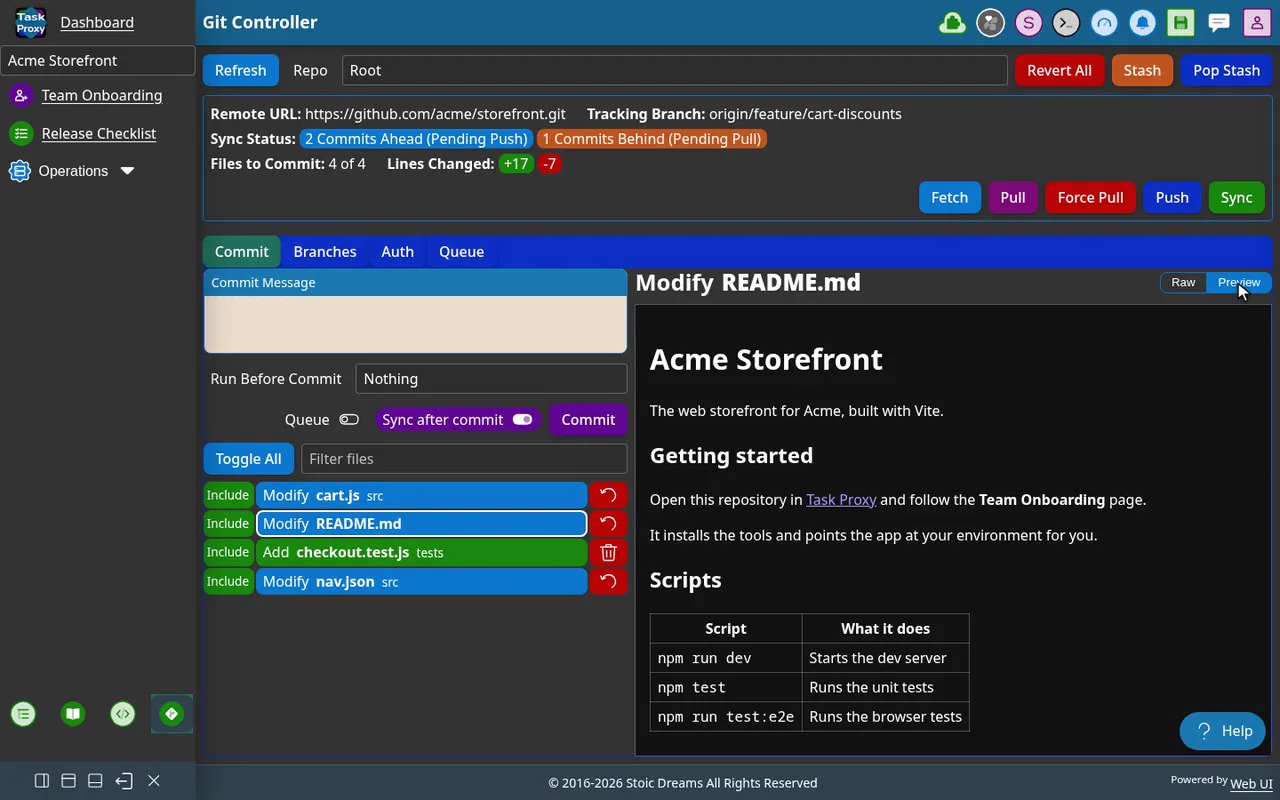 Task Proxy
Dashboard
Git Controller
S
Acme Storefront
Team Onboarding
Release Checklist
Operations
Refresh
Repo
Root
Revert All
Stash
Pop Stash
Remote URL: https://github.com/acme/storefront.git
Tracking Branch: origin/feature/cart-discounts
Sync Status: 2 Commits Ahead (Pending Push) 1 Commits Behind (Pending Pull)
Files to Commit: 4 of 4
Lines Changed: +17 -7
Fetch
Pull
Force Pull
Push
Sync
Commit
Branches
Auth
Queue
Commit Message
Run Before Commit
Nothing
Queue
Sync after commit
Commit
Toggle All
Filter files
Include Modify cart.js src
Include Modify README.md
Include Add checkout.test.js tests
Include Modify nav.json src
Modify README.md
Raw
Preview
Acme Storefront
The web storefront for Acme, built with Vite.
Getting started
Open this repository in Task Proxy and follow the Team Onboarding page.
It installs the tools and points the app at your environment for you.
Scripts
Script What it does
npm run dev Starts the dev server
npm test Runs the unit tests
npm run test:e2e Runs the browser tests
? Help
© 2016-2026 Stoic Dreams All Rights Reserved
Powered by Web UI